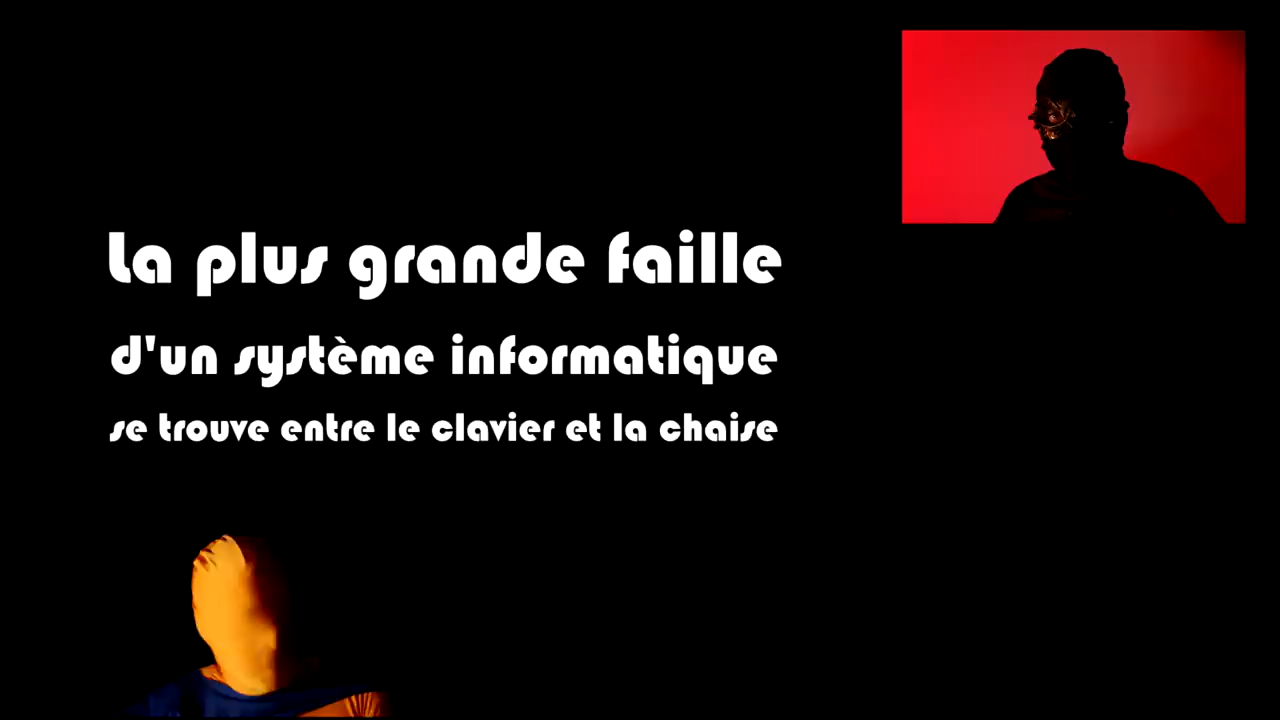 La plus grande faille
d'un système informatique
se trouve entre le clavier et la chaise